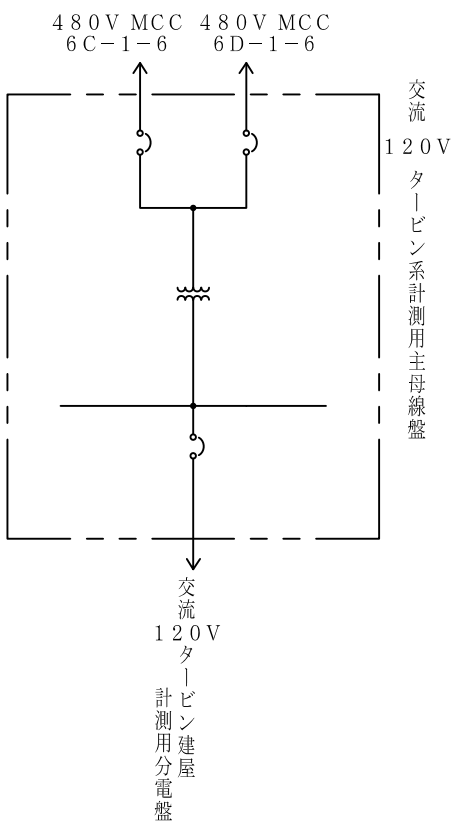 480V MCC
6C-1-6
480V MCC
6D-1-6
交流
120V
タービン系計測用主母線盤
交流
120V
タービン建屋
計測用分電盤